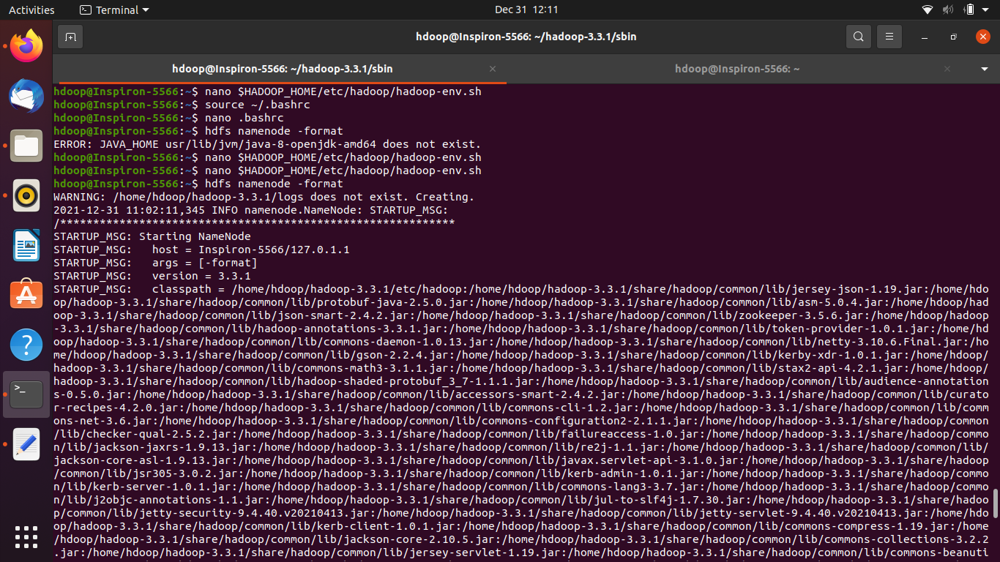 Activities
Terminal
Dec 31 12:11
hdoop@Inspiron-5566: ~/hadoop-3.3.1/sbin
hdoop@Inspiron-5566: ~/hadoop-3.3.1/sbin
hdoop@Inspiron-5566: ~
hdoop@Inspiron-5566:~$ nano $HADOOP_HOME/etc/hadoop/hadoop-env.sh
hdoop@Inspiron-5566:~$ source ~/.bashrc
hdoop@Inspiron-5566:~$ nano .bashrc
hdoop@Inspiron-5566:~$ hdfs namenode -format
ERROR: JAVA_HOME usr/lib/jvm/java-8-openjdk-amd64 does not exist.
hdoop@Inspiron-5566:~$ nano $HADOOP_HOME/etc/hadoop/hadoop-env.sh
hdoop@Inspiron-5566:~$ nano $HADOOP_HOME/etc/hadoop/hadoop-env.sh
hdoop@Inspiron-5566:~$ hdfs namenode -format
WARNING: /home/hdoop/hadoop-3.3.1/logs does not exist. Creating.
2021-12-31 11:02:11,345 INFO namenode.NameNode: STARTUP_MSG:
/************************************************************
STARTUP_MSG: Starting NameNode
STARTUP_MSG:   host = Inspiron-5566/127.0.1.1
STARTUP_MSG:   args = [-format]
STARTUP_MSG:   version = 3.3.1
STARTUP_MSG:   classpath = /home/hdoop/hadoop-3.3.1/etc/hadoop:/home/hdoop/hadoop-3.3.1/share/hadoop/common/lib/jersey-json-1.19.jar:/home/hdo
op/hadoop-3.3.1/share/hadoop/common/lib/protobuf-java-2.5.0.jar:/home/hdoop/hadoop-3.3.1/share/hadoop/common/lib/asm-5.0.4.jar:/home/hdoop/had
oop-3.3.1/share/hadoop/common/lib/json-smart-2.4.2.jar:/home/hdoop/hadoop-3.3.1/share/hadoop/common/lib/zookeeper-3.5.6.jar:/home/hdoop/hadoop
-3.3.1/share/hadoop/common/lib/hadoop-annotations-3.3.1.jar:/home/hdoop/hadoop-3.3.1/share/hadoop/common/lib/token-provider-1.0.1.jar:/home/hd
oop/hadoop-3.3.1/share/hadoop/common/lib/commons-daemon-1.0.13.jar:/home/hdoop/hadoop-3.3.1/share/hadoop/common/lib/netty-3.10.6.Final.jar:/ho
me/hdoop/hadoop-3.3.1/share/hadoop/common/lib/gson-2.2.4.jar:/home/hdoop/hadoop-3.3.1/share/hadoop/common/lib/kerby-xdr-1.0.1.jar:/home/hdoop/
hadoop-3.3.1/share/hadoop/common/lib/commons-math3-3.1.1.jar:/home/hdoop/hadoop-3.3.1/share/hadoop/common/lib/stax2-api-4.2.1.jar:/home/hdoop/
hadoop-3.3.1/share/hadoop/common/lib/hadoop-shaded-protobuf_3_7-1.1.1.jar:/home/hdoop/hadoop-3.3.1/share/hadoop/common/lib/audience-annotation
s-0.5.0.jar:/home/hdoop/hadoop-3.3.1/share/hadoop/common/lib/accessors-smart-2.4.2.jar:/home/hdoop/hadoop-3.3.1/share/hadoop/common/lib/curato
r-recipes-4.2.0.jar:/home/hdoop/hadoop-3.3.1/share/hadoop/common/lib/commons-cli-1.2.jar:/home/hdoop/hadoop-3.3.1/share/hadoop/common/lib/comm
ons-net-3.6.jar:/home/hdoop/hadoop-3.3.1/share/hadoop/common/lib/commons-configuration2-2.1.1.jar:/home/hdoop/hadoop-3.3.1/share/hadoop/common
/lib/checker-qual-2.5.2.jar:/home/hdoop/hadoop-3.3.1/share/hadoop/common/lib/failureaccess-1.0.jar:/home/hdoop/hadoop-3.3.1/share/hadoop/commo
n/lib/jackson-jaxrs-1.9.13.jar:/home/hdoop/hadoop-3.3.1/share/hadoop/common/lib/re2j-1.1.jar:/home/hdoop/hadoop-3.3.1/share/hadoop/common/lib/
jackson-core-asl-1.9.13.jar:/home/hdoop/hadoop-3.3.1/share/hadoop/common/lib/javax.servlet-api-3.1.0.jar:/home/hdoop/hadoop-3.3.1/share/hadoop
/common/lib/jsr305-3.0.2.jar:/home/hdoop/hadoop-3.3.1/share/hadoop/common/lib/kerb-admin-1.0.1.jar:/home/hdoop/hadoop-3.3.1/share/hadoop/commo
n/lib/kerb-server-1.0.1.jar:/home/hdoop/hadoop-3.3.1/share/hadoop/common/lib/commons-lang3-3.7.jar:/home/hdoop/hadoop-3.3.1/share/hadoop/commo
n/lib/j2objc-annotations-1.1.jar:/home/hdoop/hadoop-3.3.1/share/hadoop/common/lib/jul-to-slf4j-1.7.30.jar:/home/hdoop/hadoop-3.3.1/share/hadoo
p/common/lib/jetty-security-9.4.40.v20210413.jar:/home/hdoop/hadoop-3.3.1/share/hadoop/common/lib/jetty-servlet-9.4.40.v20210413.jar:/home/hdo
op/hadoop-3.3.1/share/hadoop/common/lib/kerb-client-1.0.1.jar:/home/hdoop/hadoop-3.3.1/share/hadoop/common/lib/commons-compress-1.19.jar:/home
/hdoop/hadoop-3.3.1/share/hadoop/common/lib/jackson-core-2.10.5.jar:/home/hdoop/hadoop-3.3.1/share/hadoop/common/lib/commons-collections-3.2.2
.jar:/home/hdoop/hadoop-3.3.1/share/hadoop/common/lib/jersey-servlet-1.19.jar:/home/hdoop/hadoop-3.3.1/share/hadoop/common/lib/commons-beanuti